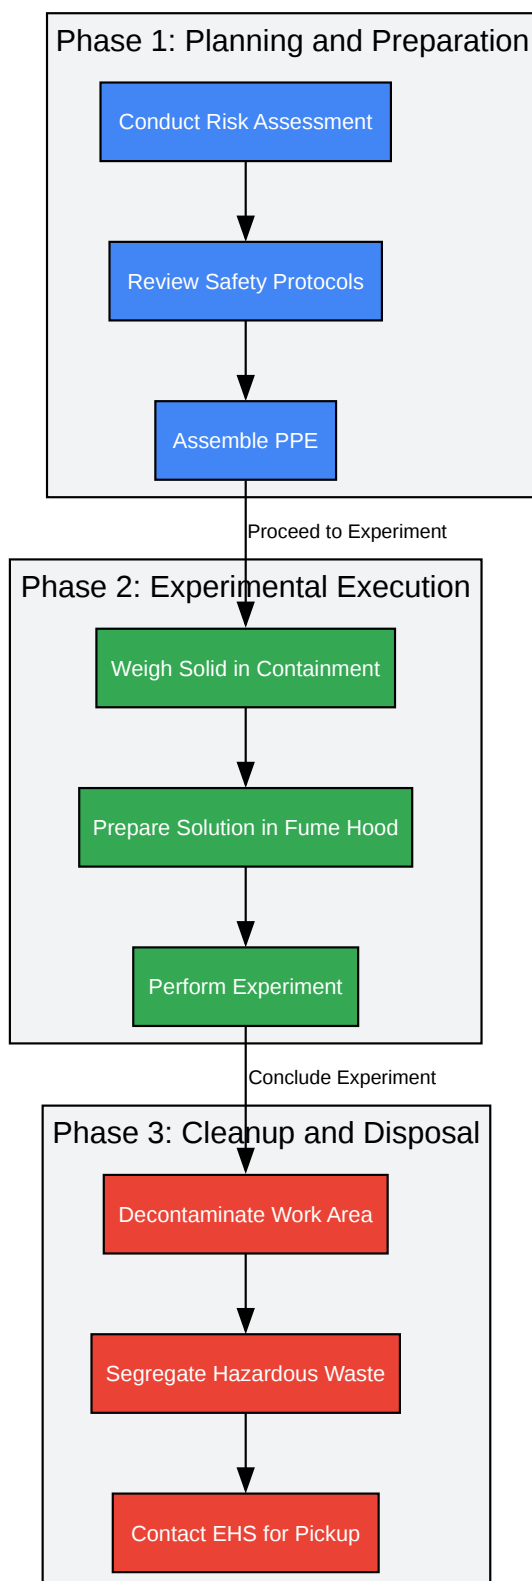 Phase 1: Planning and Preparation
Conduct Risk Assessment
Review Safety Protocols
Assemble PPE
Proceed to Experiment
Phase 2: Experimental Execution
Weigh Solid in Containment
Prepare Solution in Fume Hood
Perform Experiment
Conclude Experiment
Phase 3: Cleanup and Disposal
Decontaminate Work Area
Segregate Hazardous Waste
Contact EHS for Pickup